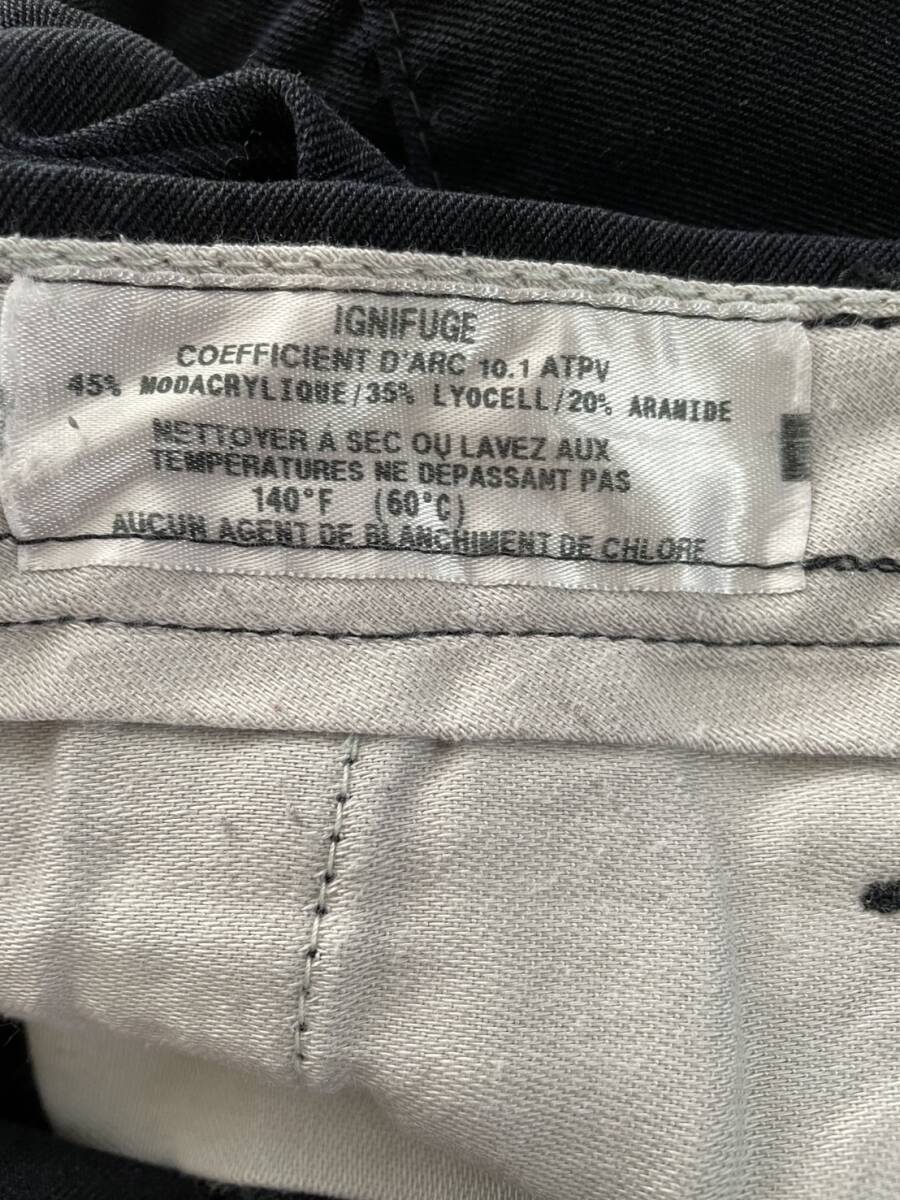 IGNIFUGE
COEFFICIENT D'ARC 10.1 ATPV
45% MODACRYLIQUE/35% LYOCELL/20% ARAMIDE
NETTOYER A SEC OU LAVEZ AUX
TEMPERATURES NE DEPASSANT PAS
140°F (60°C)
AUCUN AGENT DE BLANCHIMENT DE CHLORE